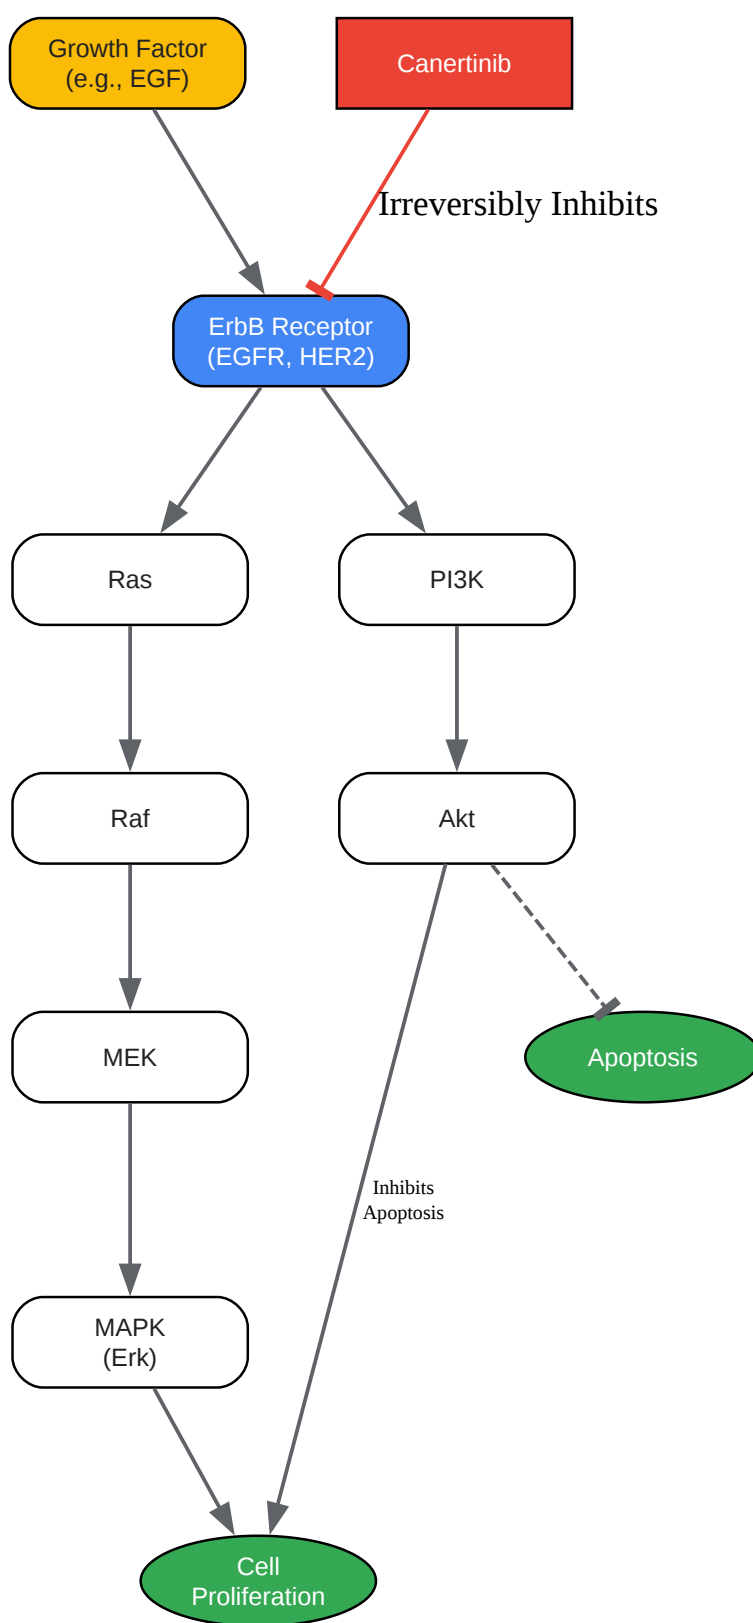 Growth Factor
(e.g., EGF)
Canertinib
Irreversibly Inhibits
ErbB Receptor
(EGFR, HER2)
Ras
PI3K
Raf
Akt
MEK
Apoptosis
Inhibits
Apoptosis
MAPK
(Erk)
Cell
Proliferation